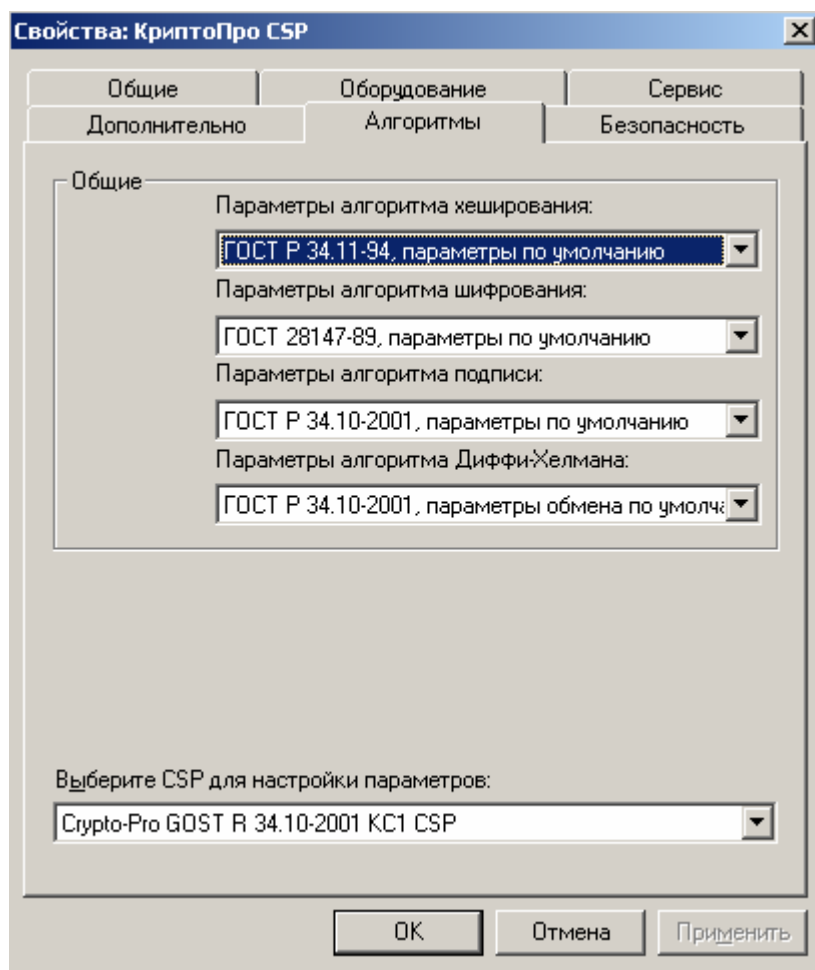 Свойства: КриптоПро CSP
Общие Оборудование Сервис
Дополнительно Алгоритмы Безопасность
Общие
Параметры алгоритма хеширования:
ГОСТ Р 34.11-94, параметры по умолчанию
Параметры алгоритма шифрования:
ГОСТ 28147-89, параметры по умолчанию
Параметры алгоритма подписи:
ГОСТ Р 34.10-2001, параметры по умолчанию
Параметры алгоритма Диффи-Хелмана:
ГОСТ Р 34.10-2001, параметры обмена по умолча
Выберите CSP для настройки параметров:
Crypto-Pro GOST R 34.10-2001 KC1 CSP
OK Отмена Применить